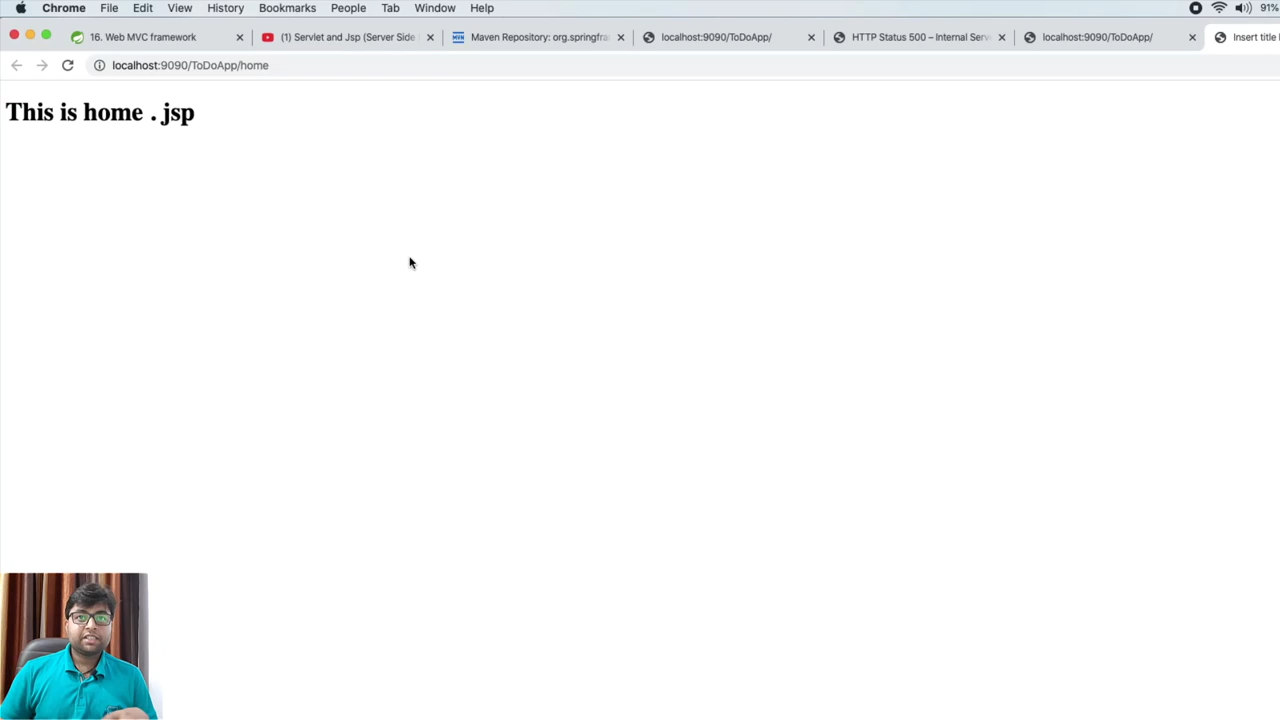 Chrome File Edit View History Bookmarks People Tab Window Help 91%
16. Web MVC framework (1) Servlet and Jsp (Server Side Maven Repository: org.springfra localhost:9090/ToDoApp/ HTTP Status 500 – Internal Serve localhost:9090/ToDoApp/ Insert title
localhost:9090/ToDoApp/home
This is home . jsp